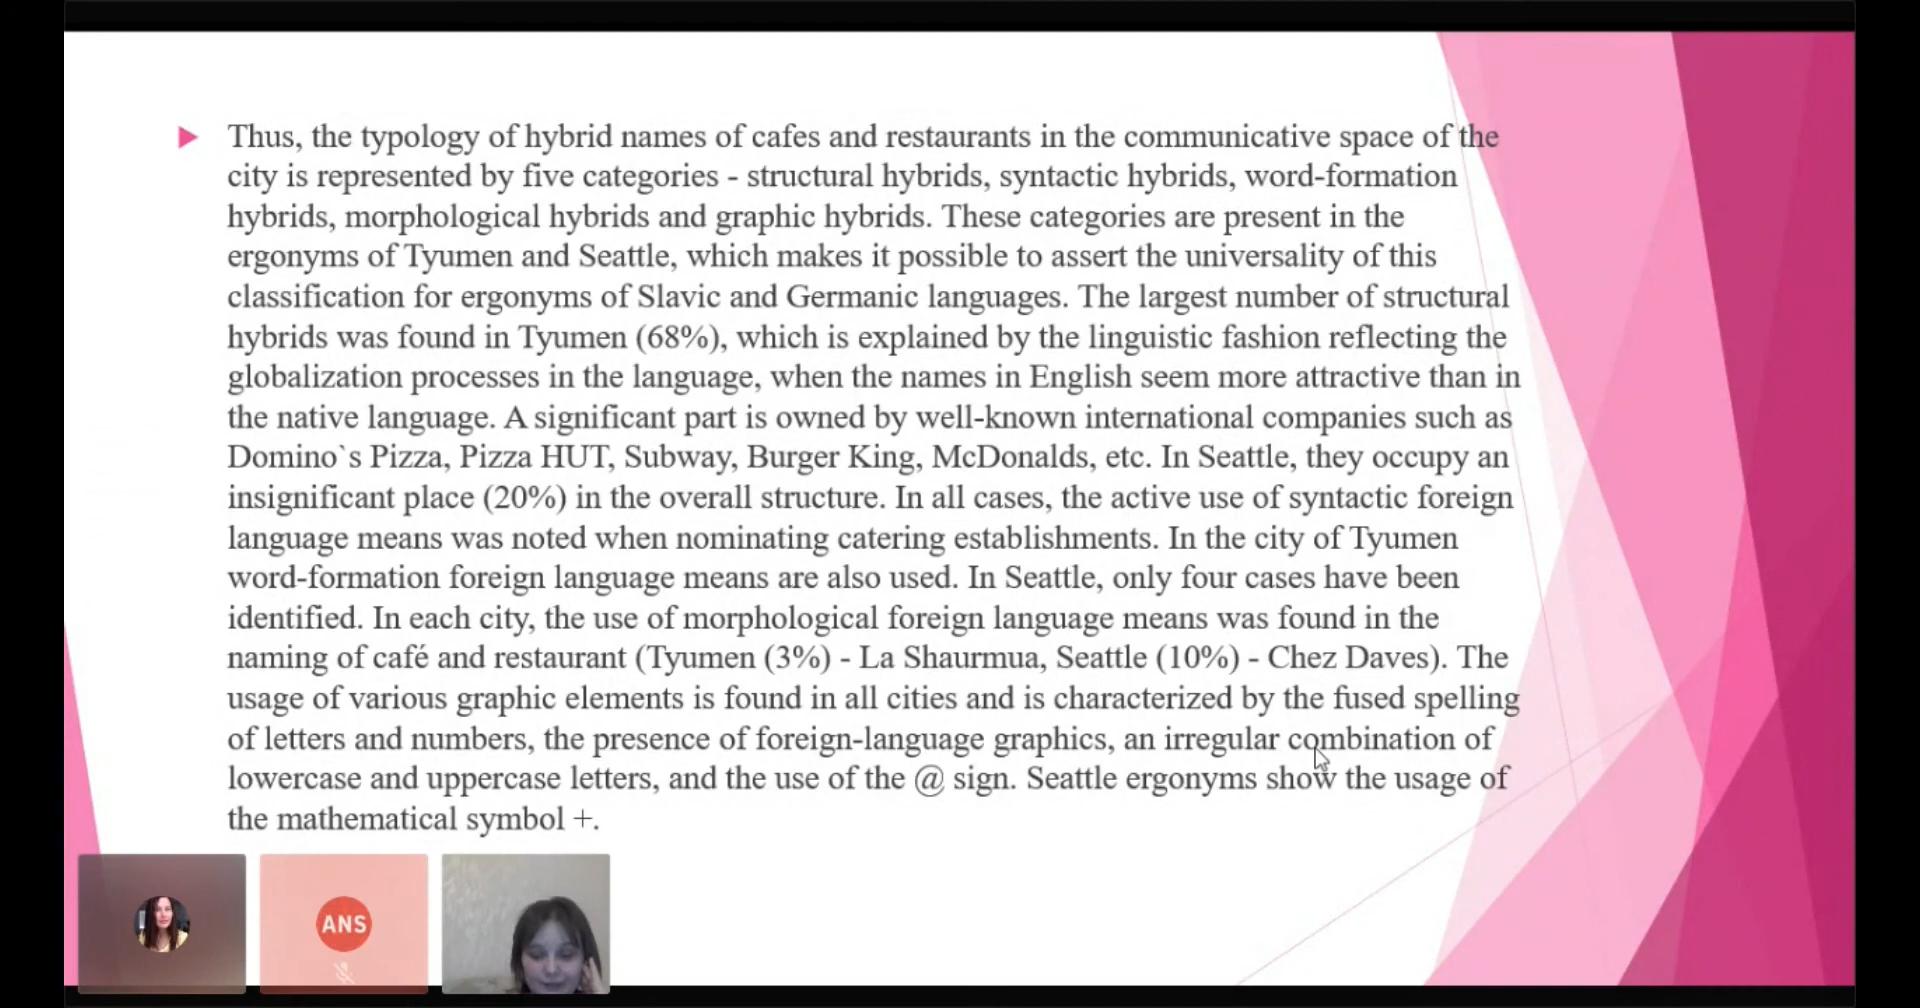 Thus, the typology of hybrid names of cafes and restaurants in the communicative space of the
city is represented by five categories - structural hybrids, syntactic hybrids, word-formation
hybrids, morphological hybrids and graphic hybrids. These categories are present in the
ergonyms of Tyumen and Seattle, which makes it possible to assert the universality of this
classification for ergonyms of Slavic and Germanic languages. The largest number of structural
hybrids was found in Tyumen (68%), which is explained by the linguistic fashion reflecting the
globalization processes in the language, when the names in English seem more attractive than in
the native language. A significant part is owned by well-known international companies such as
Domino`s Pizza, Pizza HUT, Subway, Burger King, McDonalds, etc. In Seattle, they occupy an
insignificant place (20%) in the overall structure. In all cases, the active use of syntactic foreign
language means was noted when nominating catering establishments. In the city of Tyumen
word-formation foreign language means are also used. In Seattle, only four cases have been
identified. In each city, the use of morphological foreign language means was found in the
naming of café and restaurant (Tyumen (3%) - La Shaurmua, Seattle (10%) - Chez Daves). The
usage of various graphic elements is found in all cities and is characterized by the fused spelling
of letters and numbers, the presence of foreign-language graphics, an irregular combination of
lowercase and uppercase letters, and the use of the @ sign. Seattle ergonyms show the usage of
the mathematical symbol +.
ANS